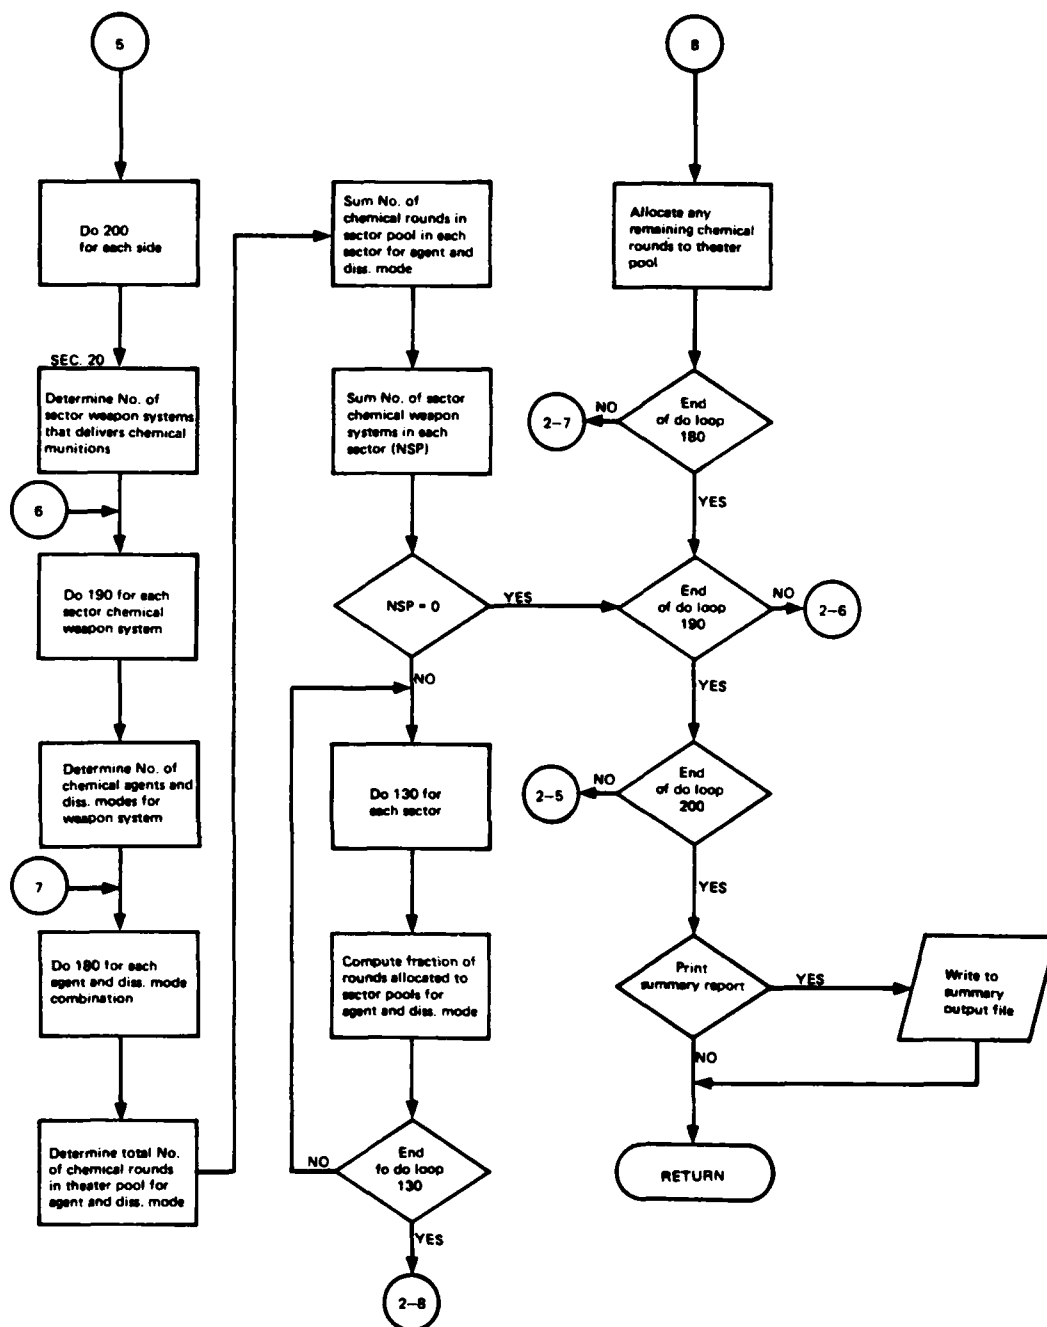 5
Do 200
for each side
SEC. 20
Determine No. of
sector weapon systems
that delivers chemical
munitions
6
Do 190 for each
sector chemical
weapon system
Determine No. of
chemical agents and
diss. modes for
weapon system
7
Do 180 for each
agent and diss. mode
combination
Determine total No.
of chemical rounds
in theater pool for
agent and diss. mode
Sum No. of
chemical rounds in
sector pool in each
sector for agent and
diss. mode
Sum No. of sector
chemical weapon
systems in each
sector (NSP)
NSP = 0
YES
NO
Do 130 for
each sector
Compute fraction of
rounds allocated to
sector pools for
agent and diss. mode
End
fo do loop
130
NO
YES
2-8
8
Allocate any
remaining chemical
rounds to theater
pool
End
of do loop
180
NO
2-7
YES
End
of do loop
190
NO
2-6
YES
End
of do loop
200
NO
2-5
YES
Print
summary report
YES
Write to
summary
output file
NO
RETURN